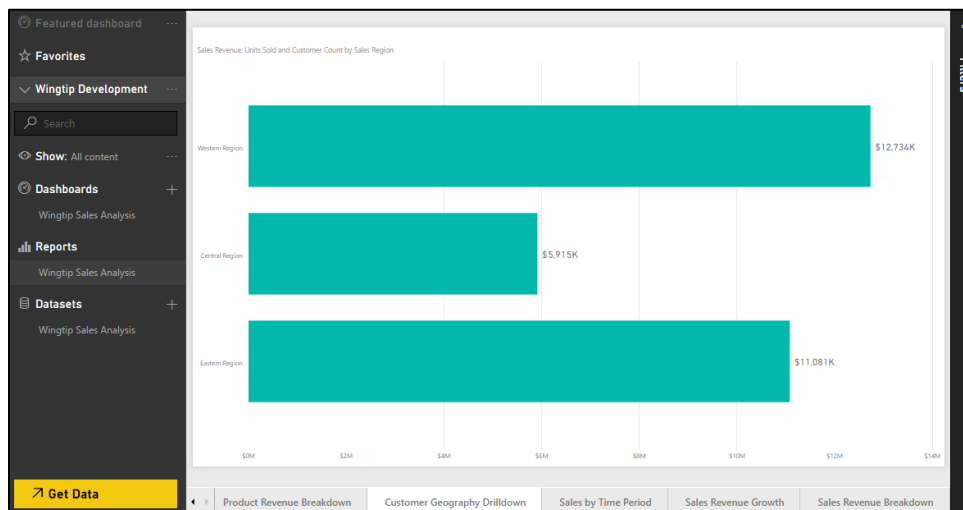 Featured dashboard ...
Favorites
Wingtip Development ...
Search
Show: All content ...
Dashboards +
Wingtip Sales Analysis
Reports
Wingtip Sales Analysis
Datasets +
Wingtip Sales Analysis
Get Data
Sales Revenue, Units Sold and Customer Count by Sales Region
Western Region $12,734K
Central Region $5,915K
Eastern Region $11,081K
$0M $2M $4M $6M $8M $10M $12M $14M
Product Revenue Breakdown Customer Geography Drilldown Sales by Time Period Sales Revenue Growth Sales Revenue Breakdown
Filters